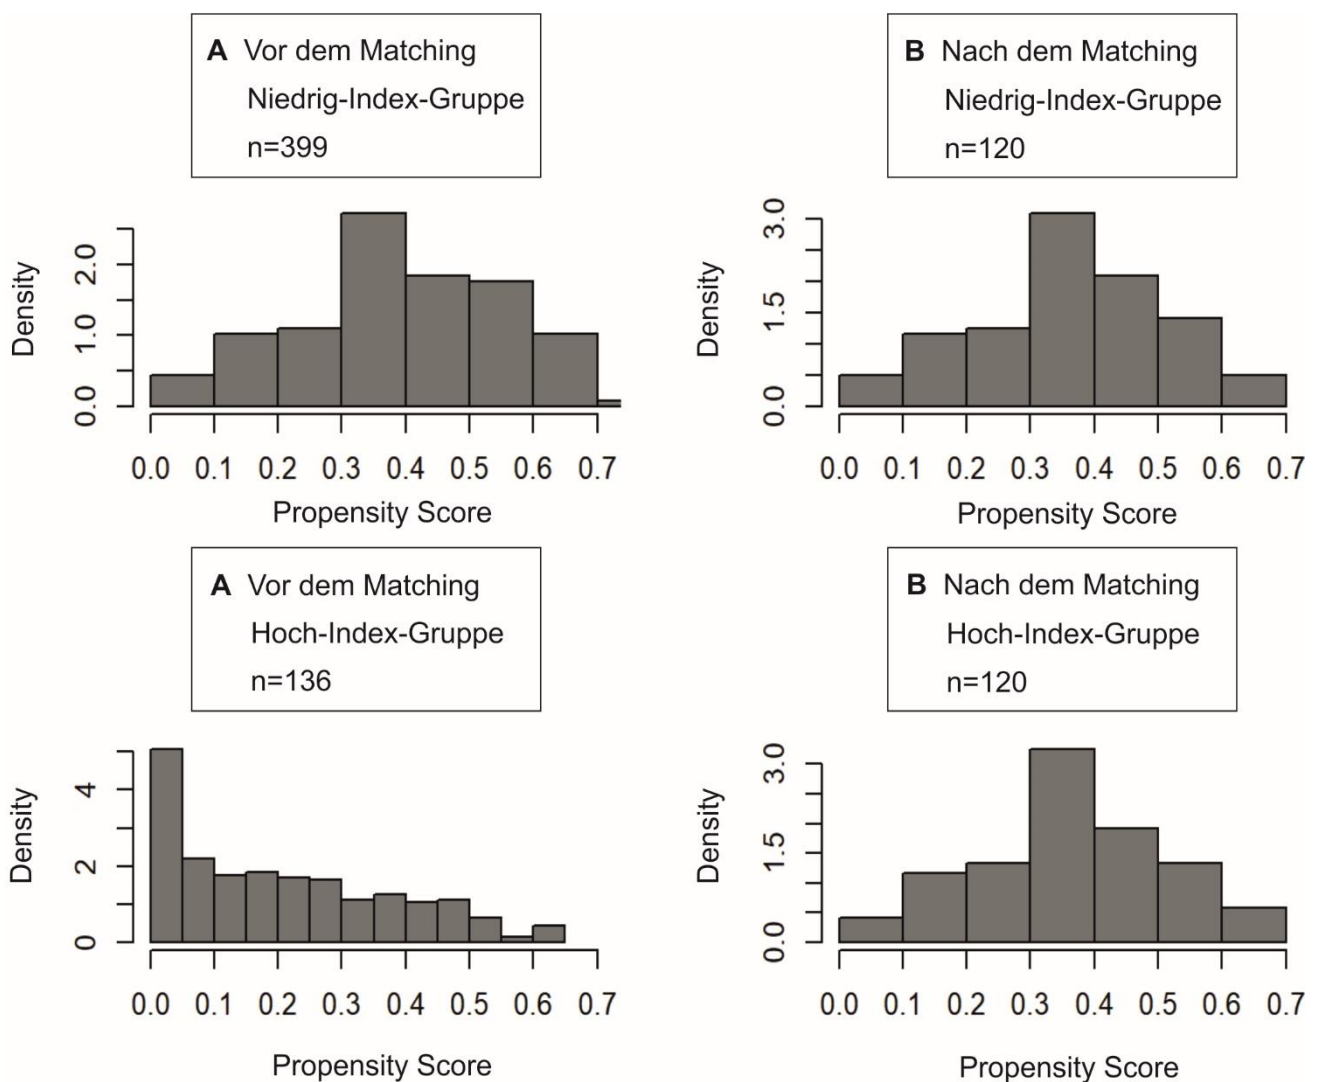 A Vor dem Matching
Niedrig-Index-Gruppe
n=399
B Nach dem Matching
Niedrig-Index-Gruppe
n=120
Density
0.0 1.0 2.0
0.0 0.1 0.2 0.3 0.4 0.5 0.6 0.7
Propensity Score
Density
0.0 1.5 3.0
0.0 0.1 0.2 0.3 0.4 0.5 0.6 0.7
Propensity Score
A Vor dem Matching
Hoch-Index-Gruppe
n=136
B Nach dem Matching
Hoch-Index-Gruppe
n=120
Density
0 2 4
0.0 0.1 0.2 0.3 0.4 0.5 0.6 0.7
Propensity Score
Density
0.0 1.5 3.0
0.0 0.1 0.2 0.3 0.4 0.5 0.6 0.7
Propensity Score